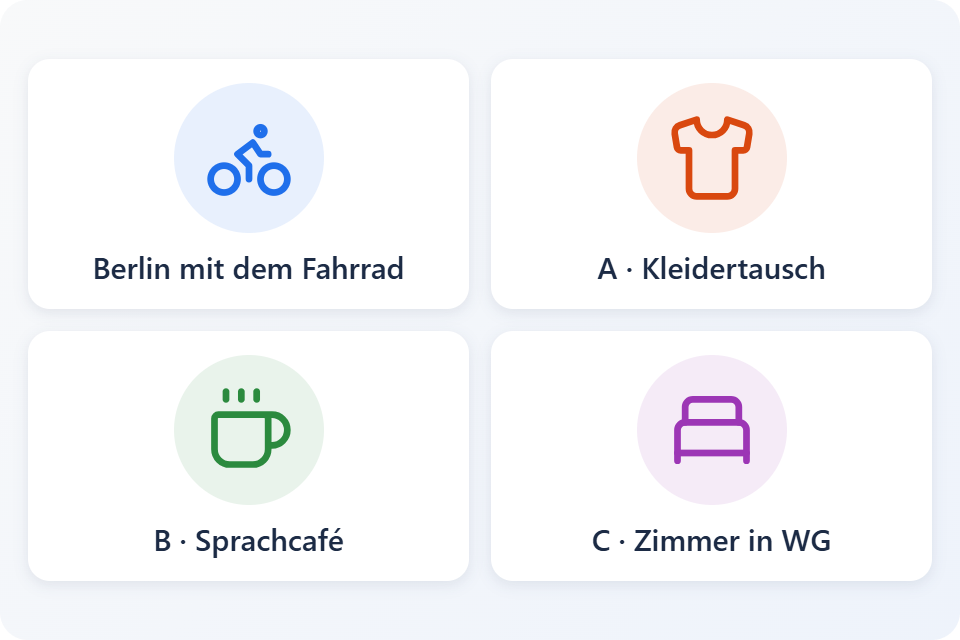 Berlin mit dem Fahrrad
A · Kleidertausch
B · Sprachcafé
C · Zimmer in WG